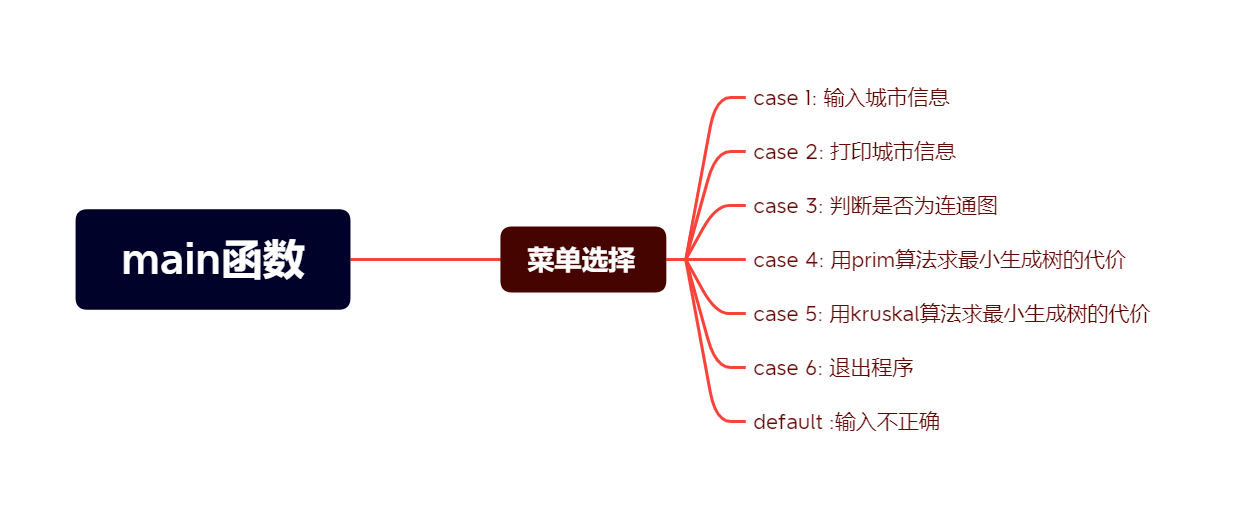 main函数
菜单选择
case 1: 输入城市信息
case 2: 打印城市信息
case 3: 判断是否为连通图
case 4: 用prim算法求最小生成树的代价
case 5: 用kruskal算法求最小生成树的代价
case 6: 退出程序
default :输入不正确